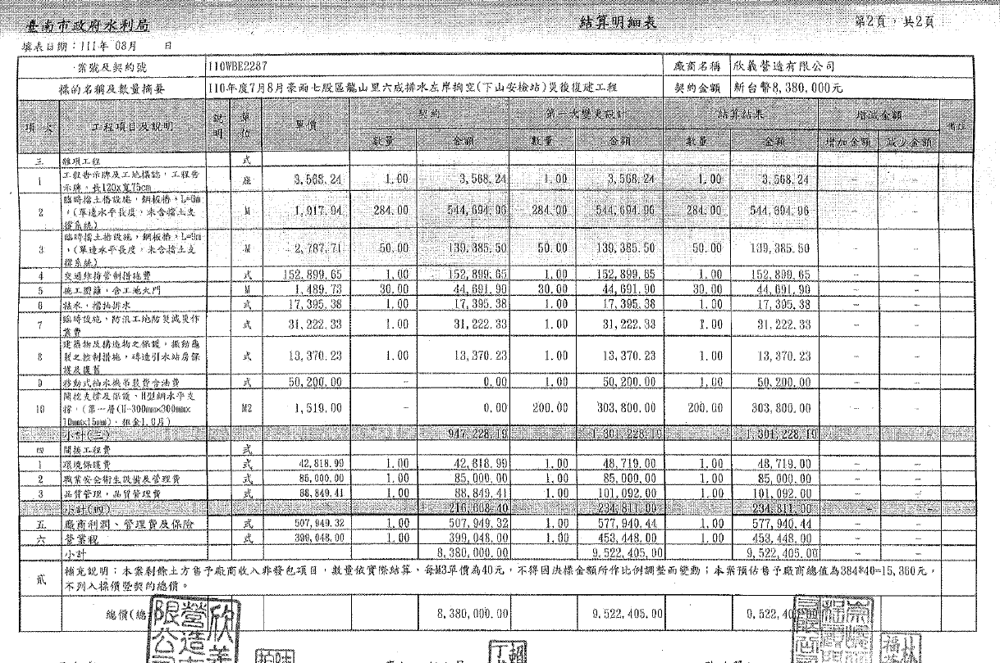 臺南市政府水利局 結算明細表 第2頁，共2頁
填表日期：111年 08月 日
案號及契約號 110WBE2287 廠商名稱 欣義營造有限公司
標的名稱及數量摘要 110年度7月8月豪雨七股區龍山里六成排水左岸掏空(下山安檢站)災後復建工程 契約金額 新台幣8,380,000元
項次 工程項目及說明 說明 單位 單價 契約 第一次變更設計 結算結果 增減金額 備註
數量 金額 數量 金額 數量 金額 增加金額 減少金額
三 雜項工程 式
1 工程告示牌及工地標誌，工程告示牌，長120x寬75cm 座 3,568.24 1.00 3,568.24 1.00 3,568.24 1.00 3,568.24 - -
2 臨時擋土樁設施，鋼板樁，L=6m，(單邊水平長度，未含擋土支撐系統) M 1,917.94 284.00 544,694.96 284.00 544,694.96 284.00 544,694.96 - -
3 臨時擋土樁設施，鋼板樁，L=9m，(單邊水平長度，未含擋土支撐系統) M 2,787.71 50.00 139,385.50 50.00 139,385.50 50.00 139,385.50 - -
4 交通維持管制措施費 式 152,899.65 1.00 152,899.65 1.00 152,899.65 1.00 152,899.65 - -
5 施工圍籬，含工地大門 M 1,489.73 30.00 44,691.90 30.00 44,691.90 30.00 44,691.90 - -
6 抽水，擋抽排水 式 17,395.38 1.00 17,395.38 1.00 17,395.38 1.00 17,395.38 - -
7 臨時設施，防汛工地防災減災作業費 式 31,222.33 1.00 31,222.33 1.00 31,222.33 1.00 31,222.33 - -
8 建築物及構造物之保護，振動龜裂之控制措施，磚造引水站房保護及復舊 式 13,370.23 1.00 13,370.23 1.00 13,370.23 1.00 13,370.23 - -
9 移動式抽水機吊裝費含油費 式 50,200.00 - 0.00 1.00 50,200.00 1.00 50,200.00 - -
10 開挖支撐及保護，H型鋼水平支撐，(第一層(H-300mmx300mmx10mmx15mm)，租金1.0月) M2 1,519.00 - 0.00 200.00 303,800.00 200.00 303,800.00 - -
小計(三) 947,228.19 1,301,228.19 1,301,228.19
四 間接工程費 式
1 環境保護費 式 42,818.99 1.00 42,818.99 1.00 48,719.00 1.00 48,719.00 - -
2 職業安全衛生設備及管理費 式 85,000.00 1.00 85,000.00 1.00 85,000.00 1.00 85,000.00 - -
3 品質管理，品質管理費 式 88,849.41 1.00 88,849.41 1.00 101,092.00 1.00 101,092.00 - -
小計(四) 216,668.40 234,811.00 234,811.00 - -
五 廠商利潤、管理費及保險 式 507,949.32 1.00 507,949.32 1.00 577,940.44 1.00 577,940.44 - -
六 營業稅 式 399,048.00 1.00 399,048.00 1.00 453,448.00 1.00 453,448.00 - -
小計 8,380,000.00 9,522,405.00 9,522,405.00
貳 補充說明：本案剩餘土方售予廠商收入非發包項目，數量依實際結算、每M3單價為40元，不得因決標金額所作比例調整而變動；本案預估售予廠商總值為384*40=15,360元，
不列入標價暨契約總價。
總價(總 8,380,000.00 9,522,405.00 9,522,40